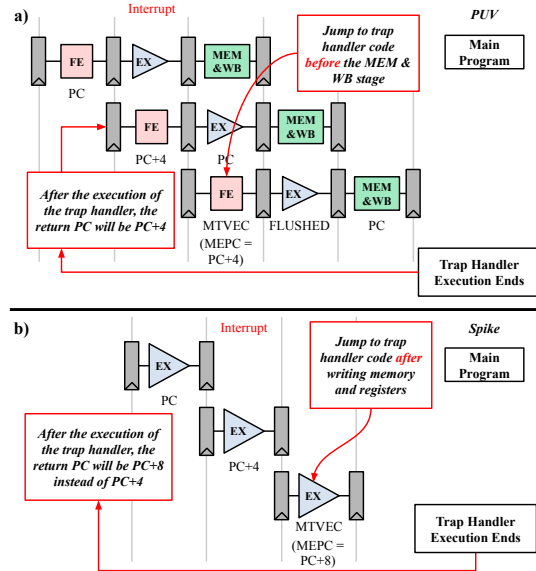 a)
Interrupt
PUV
Main
Program
Jump to trap
handler code
before the MEM &
WB stage
FE
EX
MEM
&WB
PC
FE
EX
MEM
&WB
PC+4
PC
FE
EX
MEM
&WB
MTVEC
(MEPC =
PC+4)
FLUSHED
PC
After the execution of
the trap handler, the
return PC will be PC+4
Trap Handler
Execution Ends
b)
Interrupt
Spike
Main
Program
Jump to trap
handler code after
writing memory
and registers
EX
PC
EX
PC+4
EX
MTVEC
(MEPC =
PC+8)
After the execution of
the trap handler, the
return PC will be PC+8
instead of PC+4
Trap Handler
Execution Ends